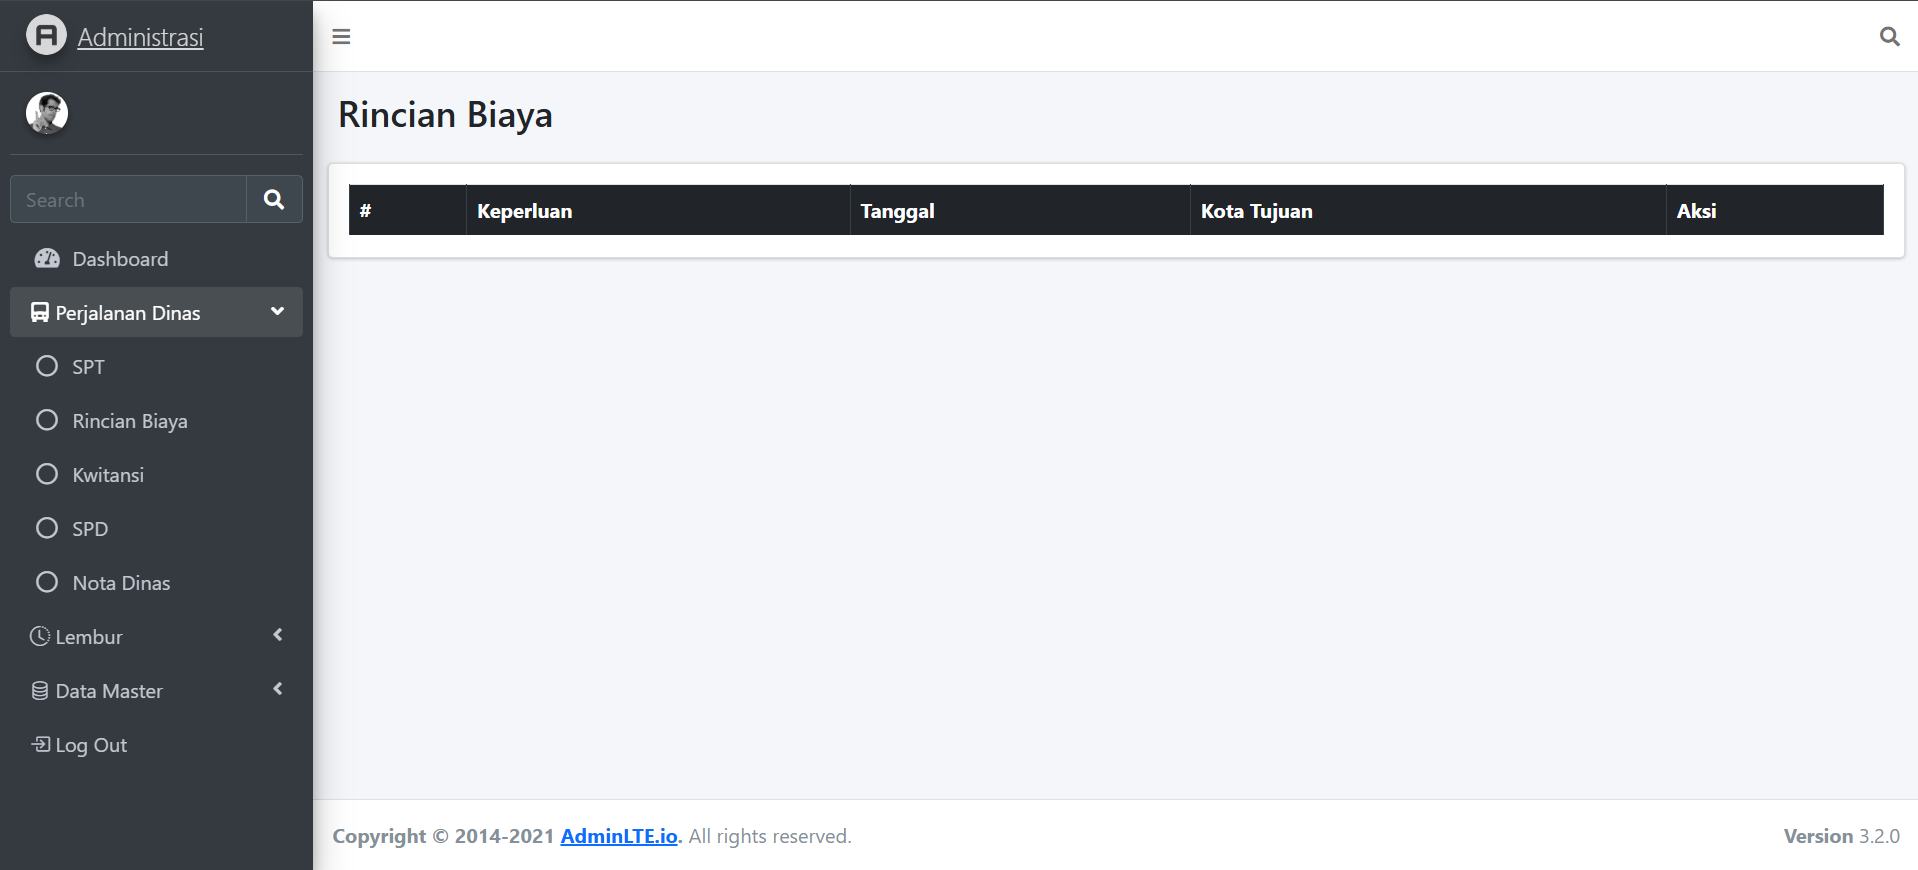 Administrasi
Search
Dashboard
Perjalanan Dinas
SPT
Rincian Biaya
Kwitansi
SPD
Nota Dinas
Lembur
Data Master
Log Out
Rincian Biaya
# Keperluan Tanggal Kota Tujuan Aksi
Copyright © 2014-2021 AdminLTE.io. All rights reserved.
Version 3.2.0